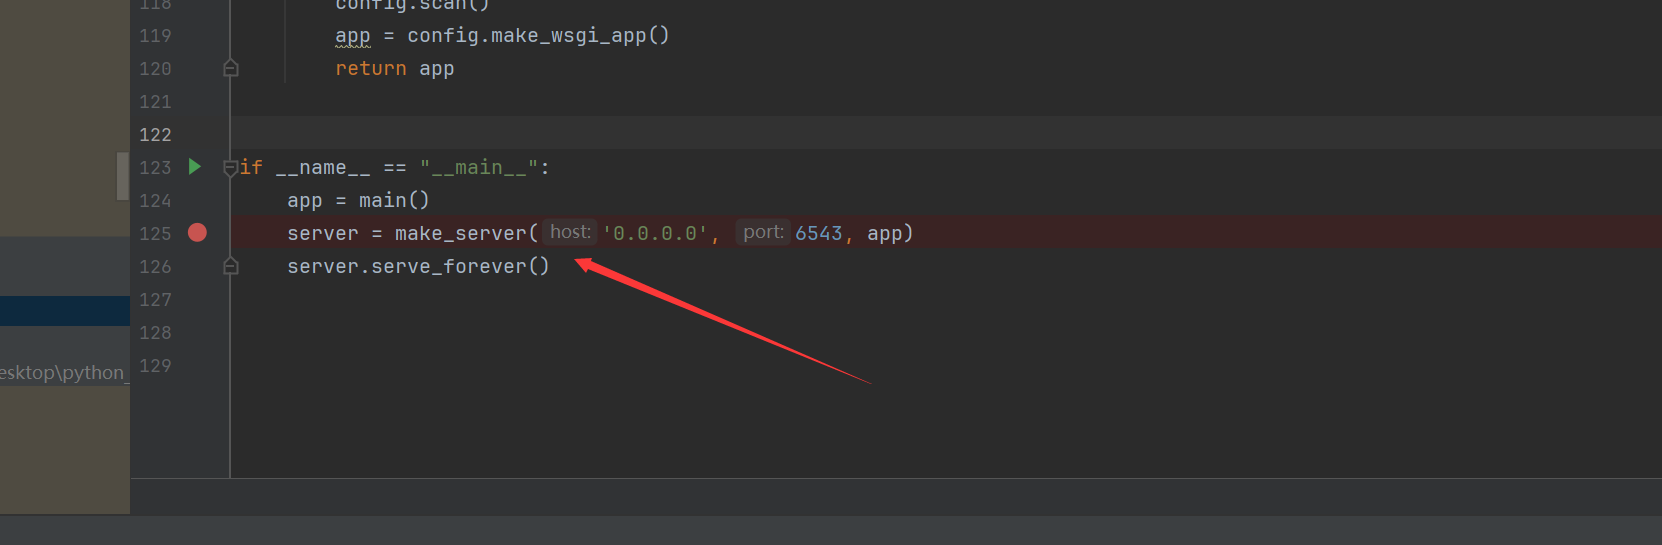 118 config.scan()
119 app = config.make_wsgi_app()
120 return app
121
122
123 if __name__ == "__main__":
124 app = main()
125 server = make_server( host: '0.0.0.0', port: 6543, app)
126 server.serve_forever()
127
128
129
esktop\python_